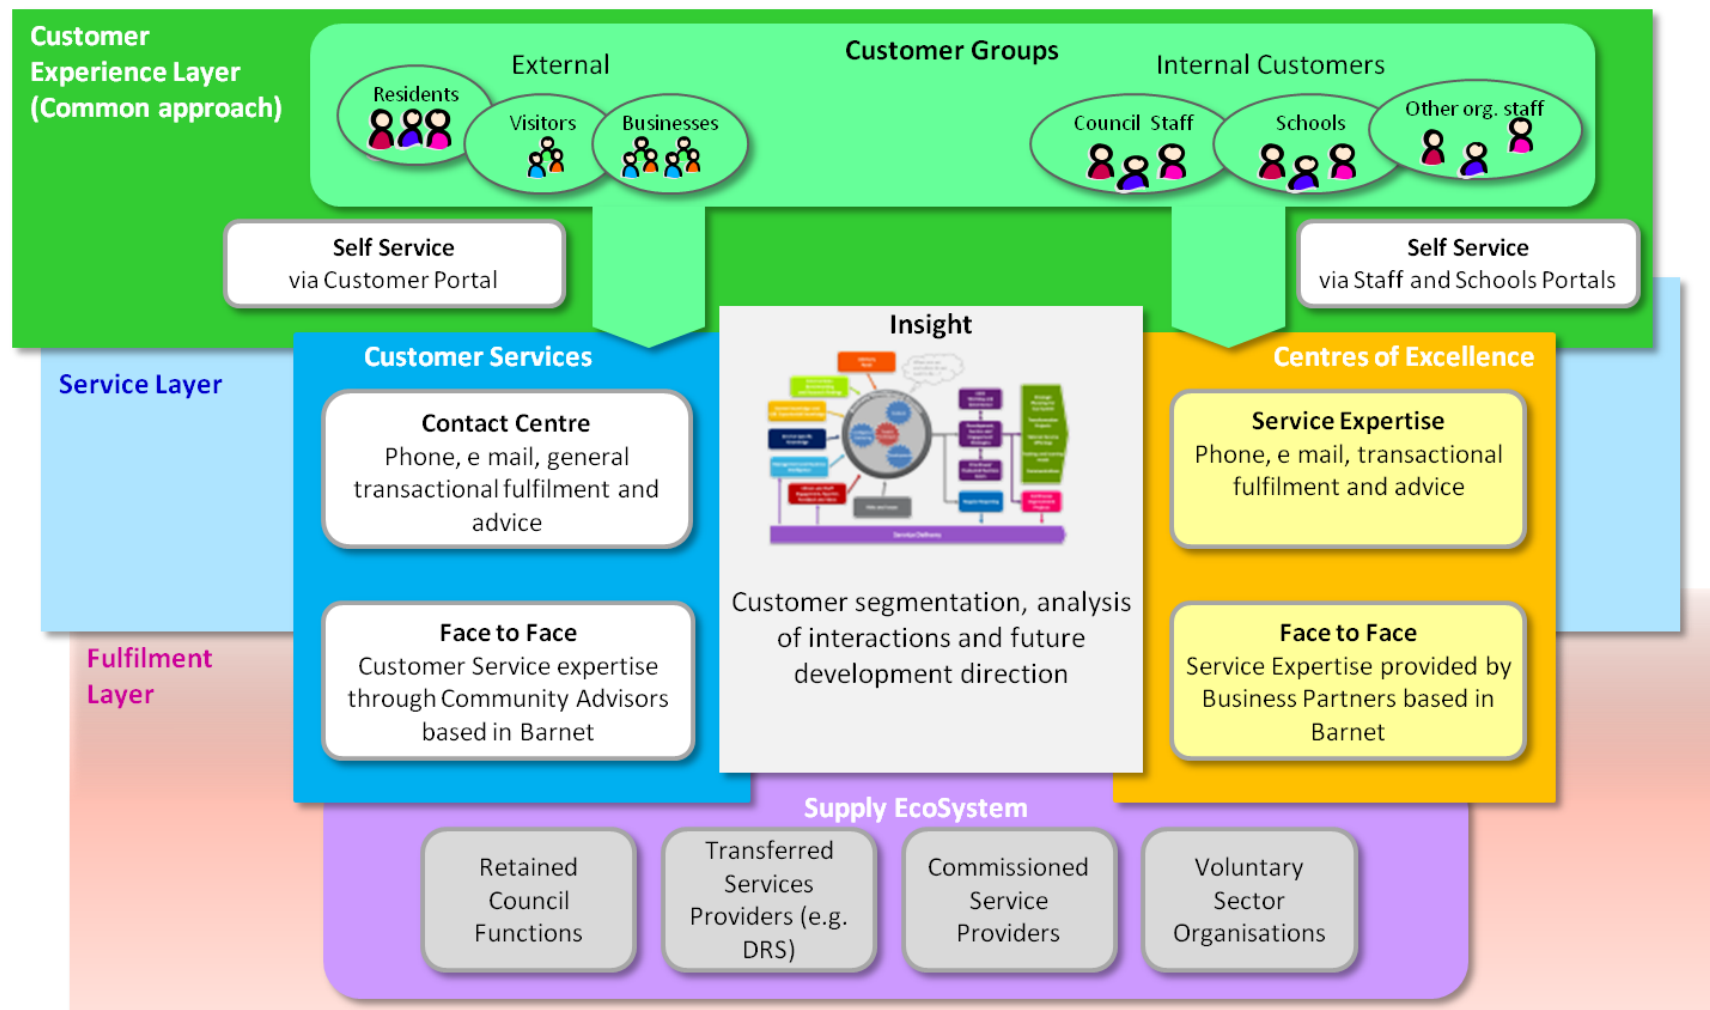 Customer
Experience Layer
(Common approach)
Customer Groups
External
Internal Customers
Residents
Visitors
Businesses
Council Staff
Schools
Other org. staff
Self Service
via Customer Portal
Self Service
via Staff and Schools Portals
Service Layer
Customer Services
Contact Centre
Phone, e mail, general
transactional fulfilment and
advice
Face to Face
Customer Service expertise
through Community Advisors
based in Barnet
Insight
Service Delivery
Customer segmentation, analysis
of interactions and future
development direction
Centres of Excellence
Service Expertise
Phone, e mail, transactional
fulfilment and advice
Face to Face
Service Expertise provided by
Business Partners based in
Barnet
Fulfilment
Layer
Supply EcoSystem
Retained
Council
Functions
Transferred
Services
Providers (e.g.
DRS)
Commissioned
Service
Providers
Voluntary
Sector
Organisations